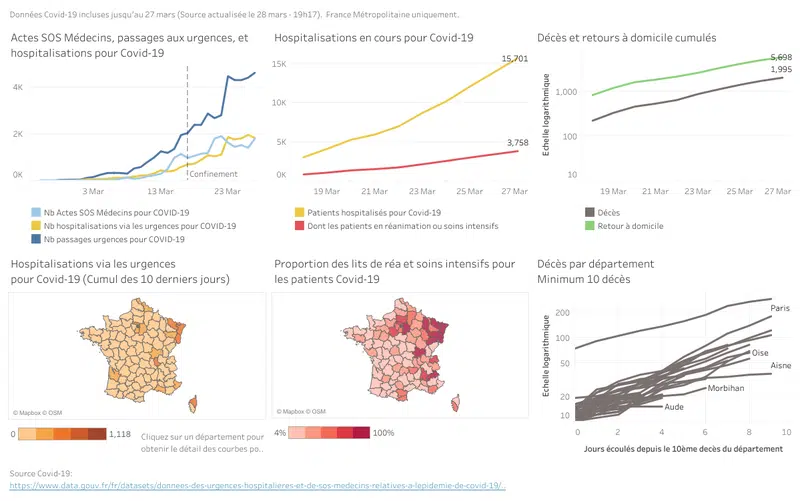 Données Covid-19 incluses jusqu'au 27 mars (Source actualisée le 28 mars - 19h17).  France Métropolitaine uniquement.
Actes SOS Médecins, passages aux urgences, et
hospitalisations pour Covid-19
4K
2K
0K
3 Mar
13 Mar
23 Mar
Confinement
Nb Actes SOS Médecins pour COVID-19
Nb hospitalisations via les urgences pour COVID-19
Nb passages urgences pour COVID-19
Hospitalisations en cours pour Covid-19
15,701
15K
10K
5K
3,758
0K
19 Mar
21 Mar
23 Mar
25 Mar
27 Mar
Patients hospitalisés pour Covid-19
Dont les patients en réanimation ou soins intensifs
Décès et retours à domicile cumulés
Echelle logarithmique
5,698
1,995
1,000
100
10
19 Mar
21 Mar
23 Mar
25 Mar
27 Mar
Décès
Retour à domicile
Hospitalisations via les urgences
pour Covid-19 (Cumul des 10 derniers jours)
© Mapbox © OSM
0
1,118
Cliquez sur un département pour
obtenir le détail des courbes po..
Proportion des lits de réa et soins intensifs pour
les patients Covid-19
© Mapbox © OSM
4%
100%
Décès par département
Minimum 10 décès
Echelle logarithmique
200
100
50
20
10
Paris
Oise
Aisne
Morbihan
Aude
0
2
4
6
8
10
Jours écoulés depuis le 10ème decès du département
Source Covid-19:
https://www.data.gouv.fr/fr/datasets/donnees-des-urgences-hospitalieres-et-de-sos-medecins-relatives-a-lepidemie-de-covid-19/..